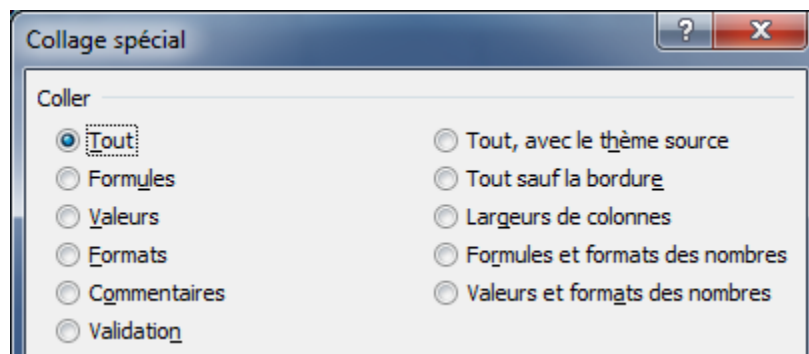 Collage spécial
?
X
Coller
Tout
Tout, avec le thème source
Formules
Tout sauf la bordure
Valeurs
Largeurs de colonnes
Formats
Formules et formats des nombres
Commentaires
Valeurs et formats des nombres
Validation